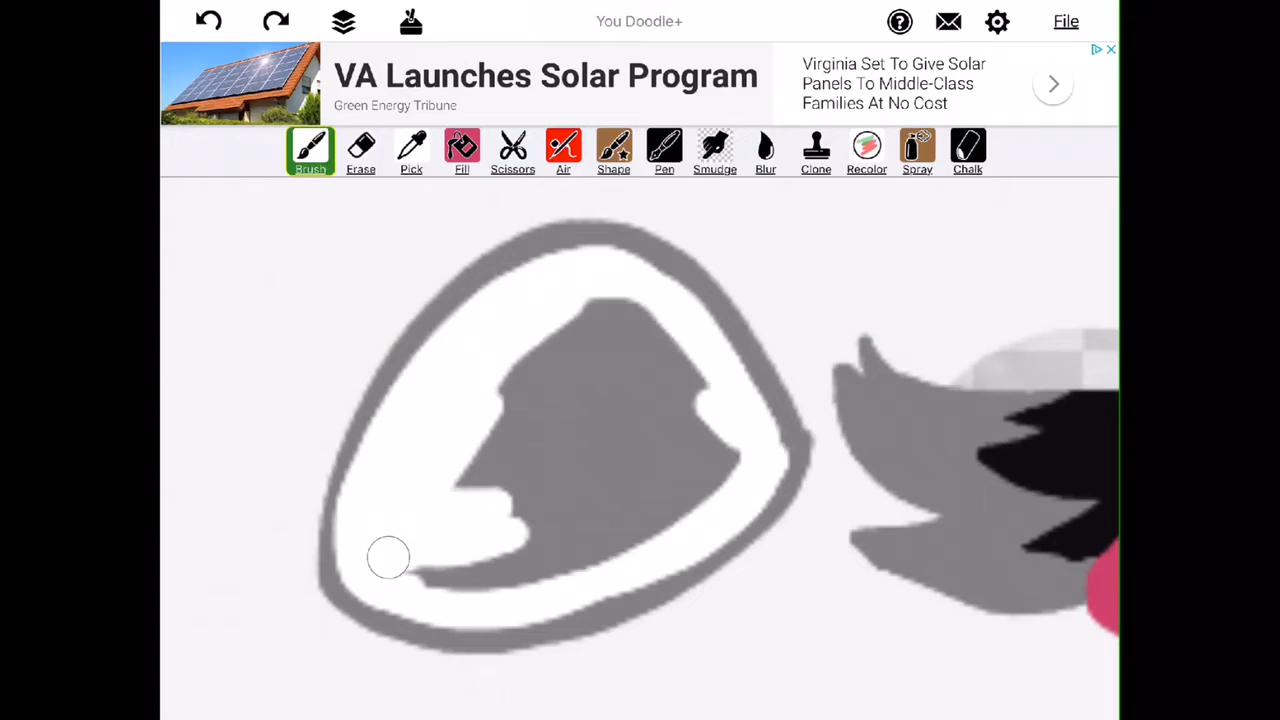 You Doodle+
File
VA Launches Solar Program
Green Energy Tribune
Virginia Set To Give Solar
Panels To Middle-Class
Families At No Cost
Brush Erase Pick Fill Scissors Air Shape Pen Smudge Blur Clone Recolor Spray Chalk